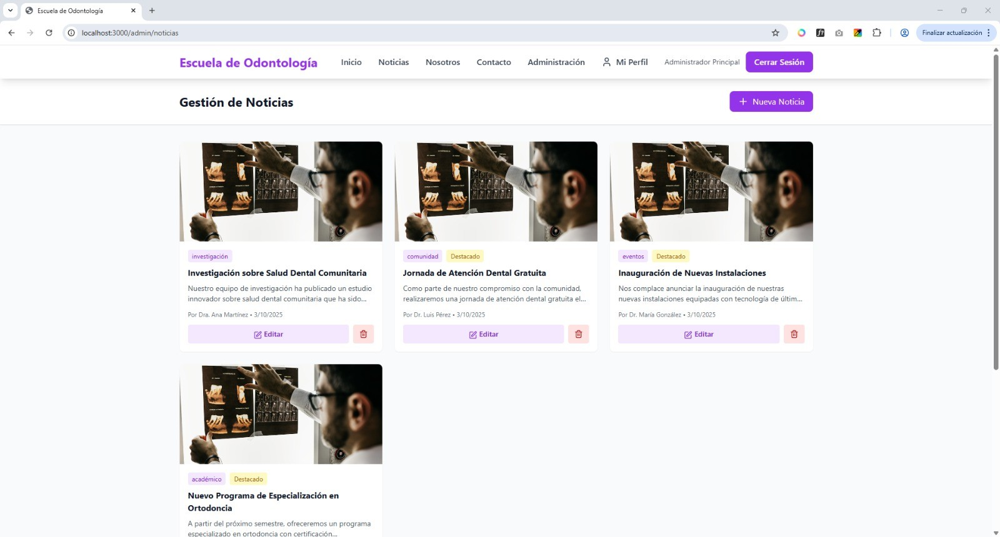 Escuela de Odontología
localhost:3000/admin/noticias
Finalizar actualización
Escuela de Odontología
Inicio
Noticias
Nosotros
Contacto
Administración
Mi Perfil
Administrador Principal
Cerrar Sesión
Gestión de Noticias
Nueva Noticia
investigación
Investigación sobre Salud Dental Comunitaria
Nuestro equipo de investigación ha publicado un estudio
innovador sobre salud dental comunitaria que ha sido...
Por Dra. Ana Martínez • 3/10/2025
Editar
comunidad
Destacado
Jornada de Atención Dental Gratuita
Como parte de nuestro compromiso con la comunidad,
realizaremos una jornada de atención dental gratuita el...
Por Dr. Luis Pérez • 3/10/2025
Editar
eventos
Destacado
Inauguración de Nuevas Instalaciones
Nos complace anunciar la inauguración de nuestras
nuevas instalaciones equipadas con tecnología de últim...
Por Dr. María González • 3/10/2025
Editar
académico
Destacado
Nuevo Programa de Especialización en
Ortodoncia
A partir del próximo semestre, ofreceremos un programa
especializado en ortodoncia con certificación...